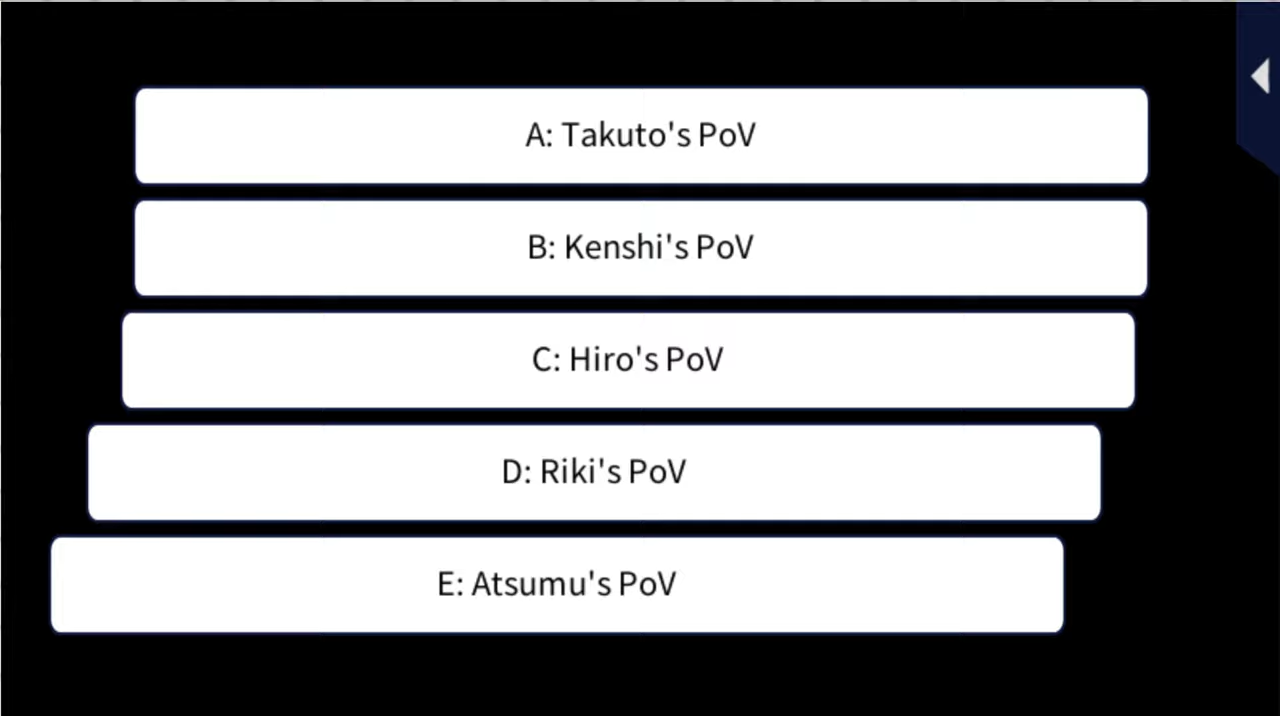 A: Takuto's PoV
B: Kenshi's PoV
C: Hiro's PoV
D: Riki's PoV
E: Atsumu's PoV